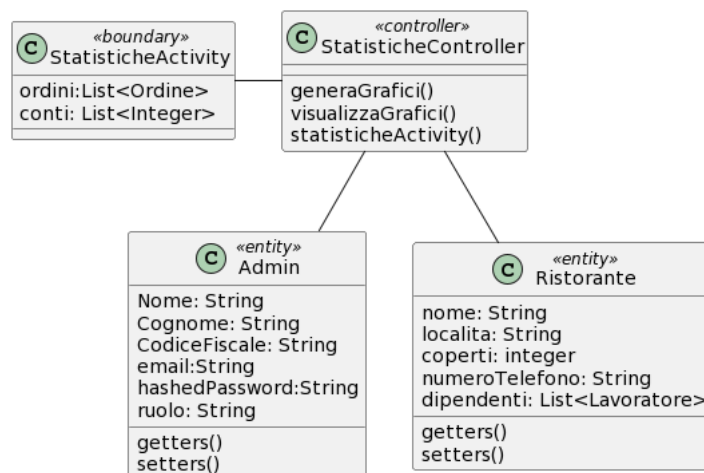 C
«boundary»
StatisticheActivity
ordini:List<Ordine>
conti: List<Integer>
C
«controller»
StatisticheController
generaGrafici()
visualizzaGrafici()
statisticheActivity()
C
«entity»
Admin
Nome: String
Cognome: String
CodiceFiscale: String
email:String
hashedPassword:String
ruolo: String
getters()
setters()
C
«entity»
Ristorante
nome: String
localita: String
coperti: integer
numeroTelefono: String
dipendenti: List<Lavoratore>
getters()
setters()